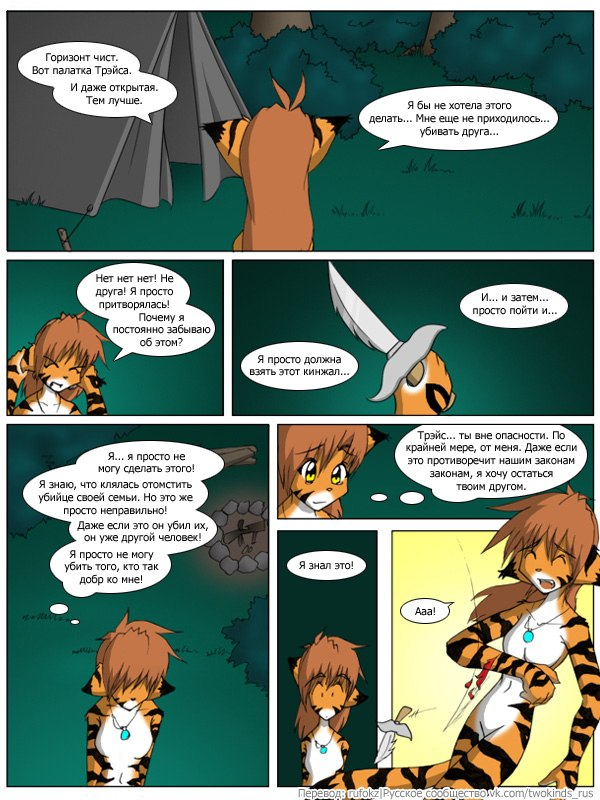 Горизонт чист.
Вот палатка Трэйса.
И даже открытая.
Тем лучше.
Я бы не хотела этого
делать... Мне еще не приходилось...
убивать друга...
Нет нет нет! Не
друга! Я просто
притворялась!
Почему я
постоянно забываю
об этом?
Я просто должна
взять этот кинжал...
И... и затем...
просто пойти и...
Я... я просто не
могу сделать этого!
Я знаю, что клялась отомстить
убийце своей семьи. Но это же
просто неправильно!
Даже если это он убил их,
он уже другой человек!
Я просто не могу
убить того, кто так
добр ко мне!
Трэйс... ты вне опасности. По
крайней мере, от меня. Даже если
это противоречит нашим законам
законам, я хочу остаться
твоим другом.
Я знал это!
Ааа!
Перевод: rufokz|Русское сообщество vk.com/twokinds_rus